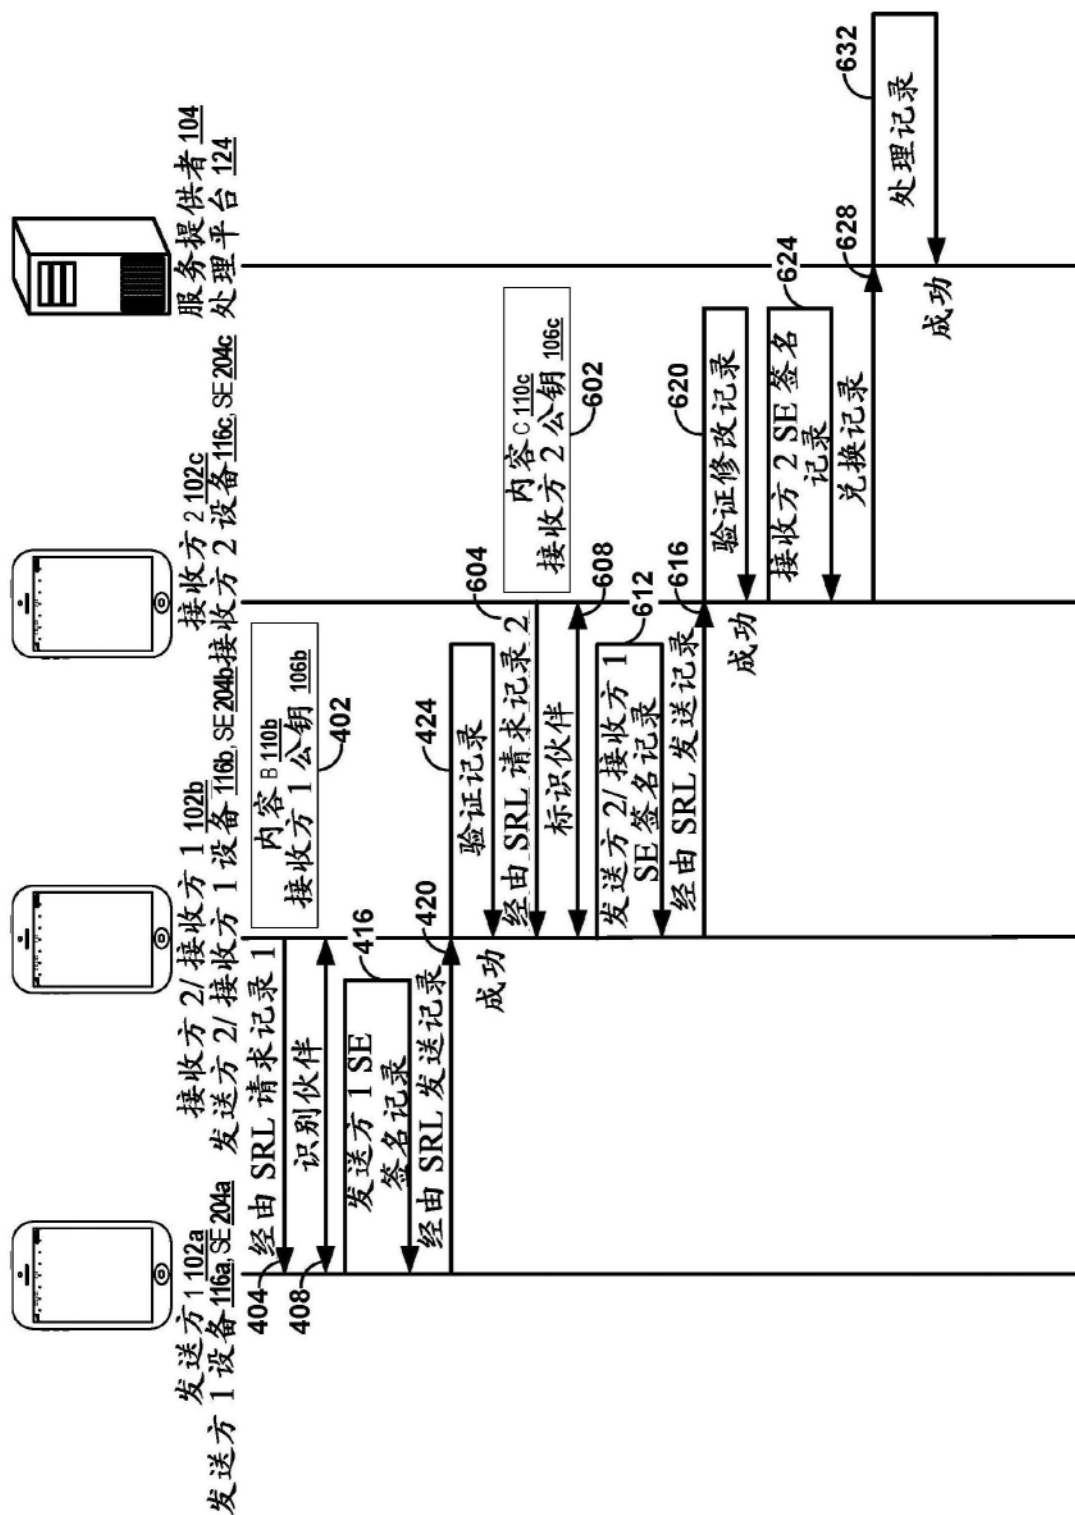 发送方 1 102a
发送方 1 设备 116a, SE 204a
接收方 2/ 接收方 1 102b
发送方 2/ 接收方 1 设备 116b, SE 204b
接收方 2 102c
接收方 2 设备 116c, SE 204c
服务提供者 104
处理平台 124
内容 B 110b
接收方 1 公钥 106b
402
经由 SRL 请求记录 1
404
识别伙伴
408
发送方 1 SE
签名记录
416
经由 SRL 发送记录
420
成功
验证记录
424
内容 C 110c
接收方 2 公钥 106c
602
经由 SRL 请求记录 2
604
标识伙伴
608
发送方 2/ 接收方 1
SE 签名记录
612
经由 SRL 发送记录
616
成功
验证修改记录
620
接收方 2 SE 签名
记录
624
兑换记录
628
成功
处理记录
632